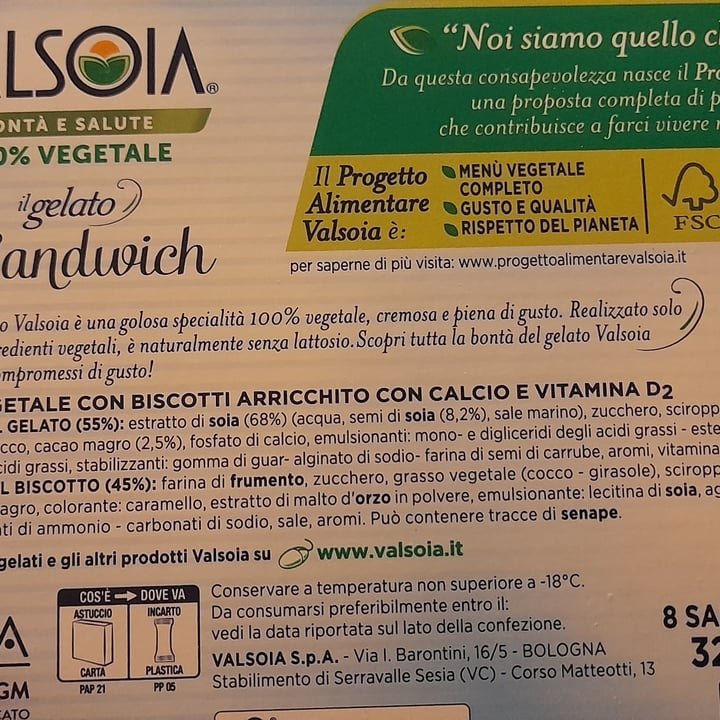 ALSOIA®
ONTÀ E SALUTE
0% VEGETALE
il gelato
Sandwich
"Noi siamo quello c
Da questa consapevolezza nasce il Pro
una proposta completa di p
che contribuisce a farci vivere
Il Progetto
Alimentare
Valsoia è:
MENÙ VEGETALE
COMPLETO
GUSTO E QUALITÀ
RISPETTO DEL PIANETA
FSC
per saperne di più visita: www.progettoalimentarevalsoia.it
o Valsoia è una golosa specialità 100% vegetale, cremosa e piena di gusto. Realizzato solo
redienti vegetali, è naturalmente senza lattosio. Scopri tutta la bontà del gelato Valsoia
mpromessi di gusto!
GETALE CON BISCOTTI ARRICCHITO CON CALCIO E VITAMINA D2
L GELATO (55%): estratto di soia (68%) (acqua, semi di soia (8,2%), sale marino), zucchero, sciropp
cco, cacao magro (2,5%), fosfato di calcio, emulsionanti: mono- e digliceridi degli acidi grassi - este
cidi grassi, stabilizzanti: gomma di guar- alginato di sodio- farina di semi di carrube, aromi, vitamina
L BISCOTTO (45%): farina di frumento, zucchero, grasso vegetale (cocco - girasole), sciropp
agro, colorante: caramello, estratto di malto d'orzo in polvere, emulsionante: lecitina di soia, ag
ti di ammonio - carbonati di sodio, sale, aromi. Può contenere tracce di senape.
gelati e gli altri prodotti Valsoia su www.valsoia.it
COS'È DOVE VA
ASTUCCIO INCARTO
CARTA PLASTICA
PAP 21 PP 05
Conservare a temperatura non superiore a -18°C.
Da consumarsi preferibilmente entro il:
vedi la data riportata sul lato della confezione.
VALSOIA S.p.A. - Via I. Barontini, 16/5 - BOLOGNA
Stabilimento di Serravalle Sesia (VC) - Corso Matteotti, 13
8 SA
32
GM
CATO